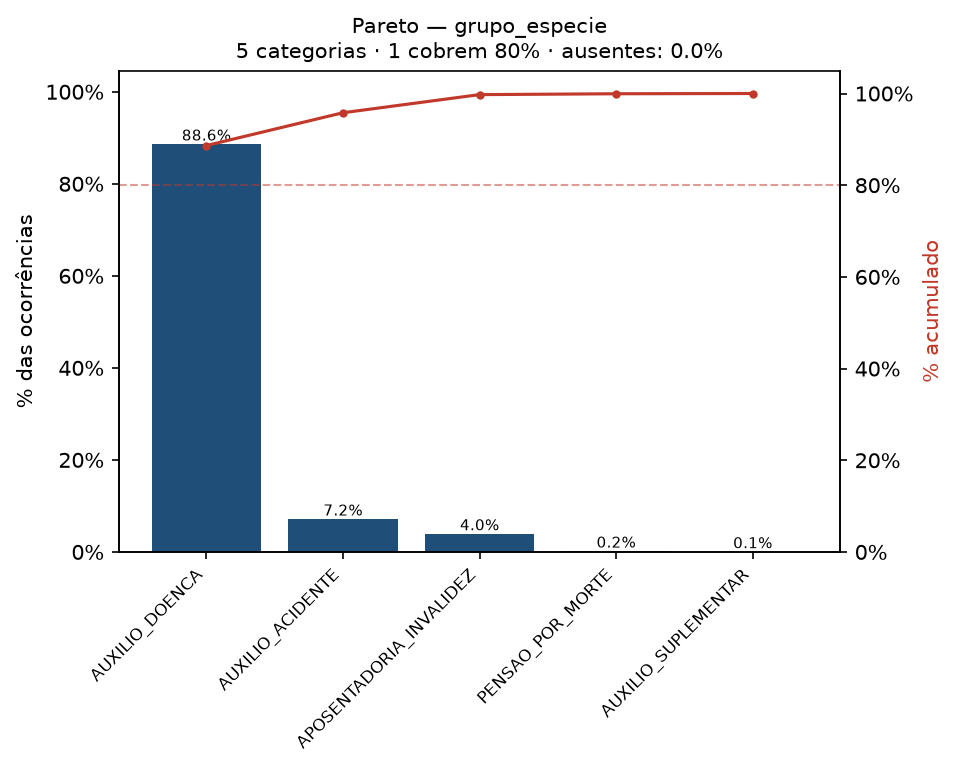 Pareto — grupo_especie
5 categorias · 1 cobrem 80% · ausentes: 0.0%
100%
80%
60%
40%
20%
0%
% das ocorrências
88.6%
7.2%
4.0%
0.2%
0.1%
100%
80%
60%
40%
20%
0%
% acumulado
AUXILIO_DOENCA
AUXILIO_ACIDENTE
APOSENTADORIA_INVALIDEZ
PENSAO_POR_MORTE
AUXILIO_SUPLEMENTAR